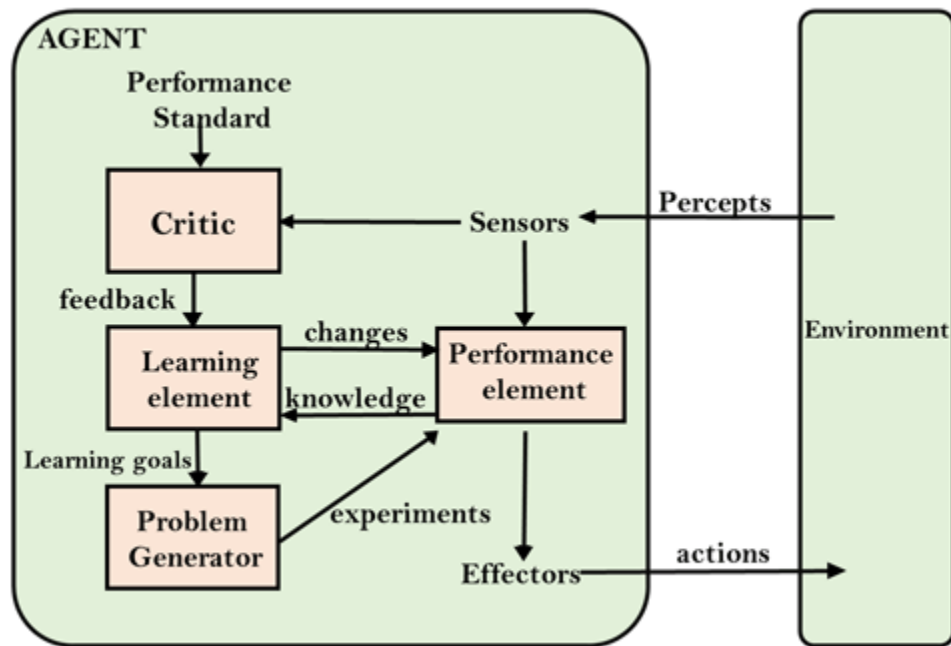 AGENT
Performance
Standard
Critic
Sensors
Percepts
feedback
changes
Learning
element
Performance
element
Environment
knowledge
Learning goals
Problem
Generator
experiments
Effectors
actions